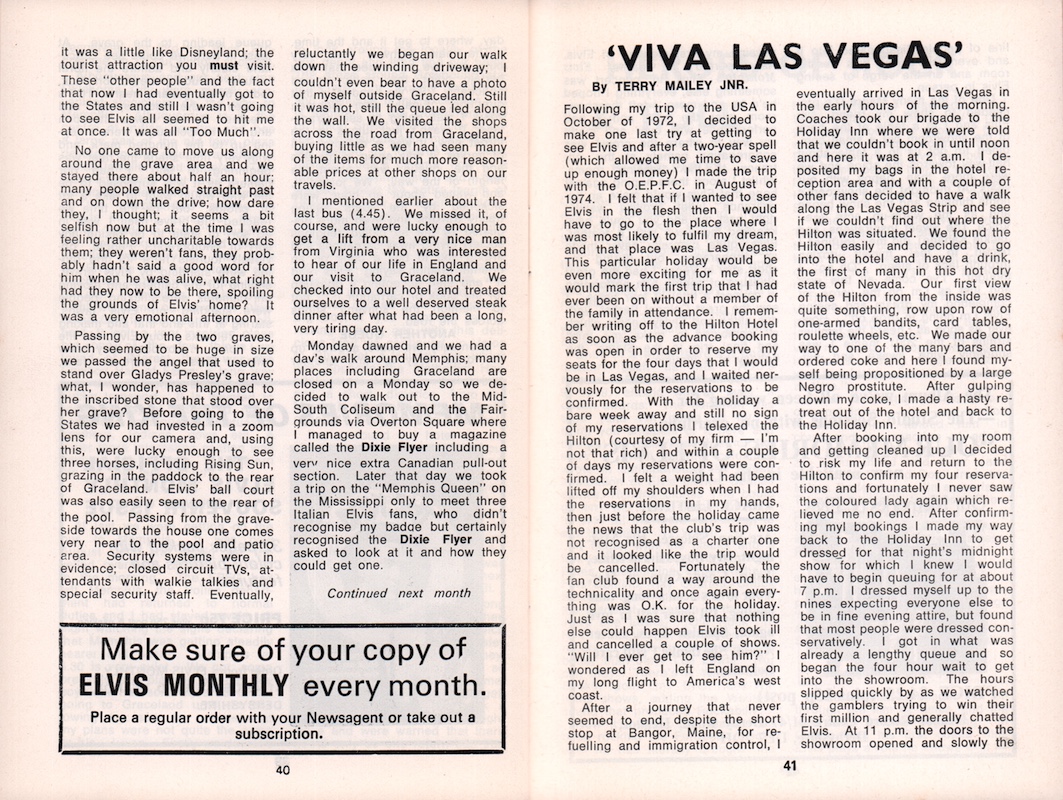 it was a little like Disneyland; the
tourist attraction you must visit.
These "other people" and the fact
that now I had eventually got to
the States and still I wasn't going
to see Elvis all seemed to hit me
at once. It was all "Too Much".
No one came to move us along
around the grave area and we
stayed there about half an hour;
many people walked straight past
and on down the drive; how dare
they, I thought; it seems a bit
selfish now but at the time I was
feeling rather uncharitable towards
them; they weren't fans, they prob-
ably hadn't said a good word for
him when he was alive, what right
had they now to be there, spoiling
the grounds of Elvis' home? It
was a very emotional afternoon.
Passing by the two graves,
which seemed to be huge in size
we passed the angel that used to
stand over Gladys Presley's grave;
what, I wonder, has happened to
the inscribed stone that stood over
her grave? Before going to the
States we had invested in a zoom
lens for our camera and, using
this, were lucky enough to see
three horses, including Rising Sun,
grazing in the paddock to the rear
of Graceland. Elvis' ball court
was also easily seen to the rear of
the pool. Passing from the grave-
side towards the house one comes
very near to the pool and patio
area. Security systems were in
evidence; closed circuit TVs, at-
tendants with walkie talkies and
special security staff. Eventually,
reluctantly we began our walk
down the winding driveway; I
couldn't even bear to have a photo
of myself outside Graceland. Still
it was hot, still the queue led along
the wall. We visited the shops
across the road from Graceland,
buying little as we had seen many
of the items for much more reason-
able prices at other shops on our
travels.
I mentioned earlier about the
last bus (4.45). We missed it, of
course, and were lucky enough to
get a lift from a very nice man
from Virginia who was interested
to hear of our life in England and
our visit to Graceland. We
checked into our hotel and treated
ourselves to a well deserved steak
dinner after what had been a long,
very tiring day.
Monday dawned and we had a
day's walk around Memphis; many
places including Graceland are
closed on a Monday so we de-
cided to walk out to the Mid-
South Coliseum and the Fair-
grounds via Overton Square where
I managed to buy a magazine
called the Dixie Flyer including a
very nice extra Canadian pull-out
section. Later that day we took
a trip on the "Memphis Queen" on
the Mississippi only to meet three
Italian Elvis fans, who didn't
recognise my badge but certainly
recognised the Dixie Flyer and
asked to look at it and how they
could get one.
Continued next month
Make sure of your copy of
ELVIS MONTHLY every month.
Place a regular order with your Newsagent or take out a
subscription.
40
'VIVA LAS VEGAS'
By TERRY MAILEY JNR.
Following my trip to the USA in
October of 1972, I decided to
make one last try at getting to
see Elvis and after a two-year spell
(which allowed me time to save
up enough money) I made the trip
with the O.E.P.F.C. in August of
1974. I felt that if I wanted to see
Elvis in the flesh then I would
have to go to the place where I
was most likely to fulfil my dream,
and that place was Las Vegas.
This particular holiday would be
even more exciting for me as it
would mark the first trip that I had
ever been on without a member of
the family in attendance. I remem-
ber writing off to the Hilton Hotel
as soon as the advance booking
was open in order to reserve my
seats for the four days that I would
be in Las Vegas, and I waited ner-
vously for the reservations to be
confirmed. With the holiday a
bare week away and still no sign
of my reservations I telexed the
Hilton (courtesy of my firm — I'm
not that rich) and within a couple
of days my reservations were con-
firmed. I felt a weight had been
lifted off my shoulders when I had
the reservations in my hands,
then just before the holiday came
the news that the club's trip was
not recognised as a charter one
and it looked like the trip would
be cancelled. Fortunately the
fan club found a way around the
technicality and once again every-
thing was O.K. for the holiday.
Just as I was sure that nothing
else could happen Elvis took ill
and cancelled a couple of shows.
"Will I ever get to see him?" I
wondered as I left England on
my long flight to America's west
coast.
After a journey that never
seemed to end, despite the short
stop at Bangor, Maine, for re-
fuelling and immigration control, I
eventually arrived in Las Vegas in
the early hours of the morning.
Coaches took our brigade to the
Holiday Inn where we were told
that we couldn't book in until noon
and here it was at 2 a.m. I de-
posited my bags in the hotel re-
ception area and with a couple of
other fans decided to have a walk
along the Las Vegas Strip and see
if we couldn't find out where the
Hilton was situated. We found the
Hilton easily and decided to go
into the hotel and have a drink,
the first of many in this hot dry
state of Nevada. Our first view
of the Hilton from the inside was
quite something, row upon row of
one-armed bandits, card tables,
roulette wheels, etc. We made our
way to one of the many bars and
ordered coke and here I found my-
self being propositioned by a large
Negro prostitute. After gulping
down my coke, I made a hasty re-
treat out of the hotel and back to
the Holiday Inn.
After booking into my room
and getting cleaned up I decided
to risk my life and return to the
Hilton to confirm my four reserva-
tions and fortunately I never saw
the coloured lady again which re-
lieved me no end. After confirm-
ing myl bookings I made my way
back to the Holiday Inn to get
dressed for that night's midnight
show for which I knew I would
have to begin queuing for at about
7 p.m. I dressed myself up to the
nines expecting everyone else to
be in fine evening attire, but found
that most people were dressed con-
servatively. I got in what was
already a lengthy queue and so
began the four hour wait to get
into the showroom. The hours
slipped quickly by as we watched
the gamblers trying to win their
first million and generally chatted
Elvis. At 11 p.m. the doors to the
showroom opened and slowly the
41